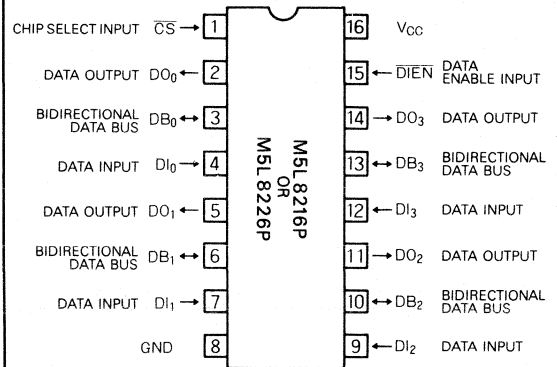 CHIP SELECT INPUT C̅S̅ → 1
DATA OUTPUT DO₀ ← 2
BIDIRECTIONAL
DATA BUS DB₀ ↔ 3
DATA INPUT DI₀ → 4
DATA OUTPUT DO₁ ← 5
BIDIRECTIONAL
DATA BUS DB₁ ↔ 6
DATA INPUT DI₁ → 7
GND 8
M5L8216P
OR
M5L8226P
16 VCC
15 ← D̅I̅E̅N̅ DATA
ENABLE INPUT
14 → DO₃ DATA OUTPUT
13 ↔ DB₃ BIDIRECTIONAL
DATA BUS
12 ← DI₃ DATA INPUT
11 → DO₂ DATA OUTPUT
10 ↔ DB₂ BIDIRECTIONAL
DATA BUS
9 ← DI₂ DATA INPUT